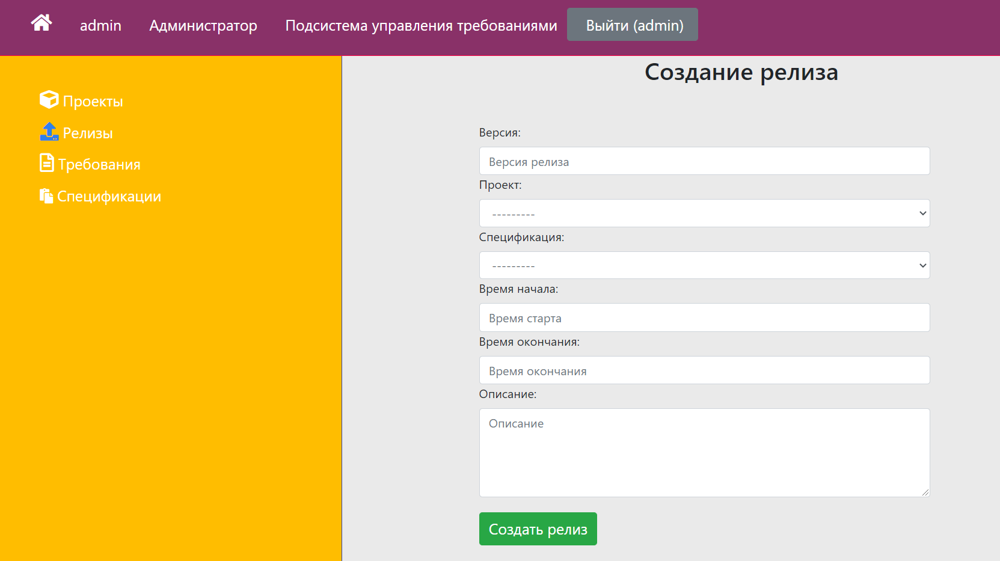 admin Администратор Подсистема управления требованиями Выйти (admin)
Проекты
Релизы
Требования
Спецификации
Создание релиза
Версия:
Версия релиза
Проект:
---------
Спецификация:
---------
Время начала:
Время старта
Время окончания:
Время окончания
Описание:
Описание
Создать релиз